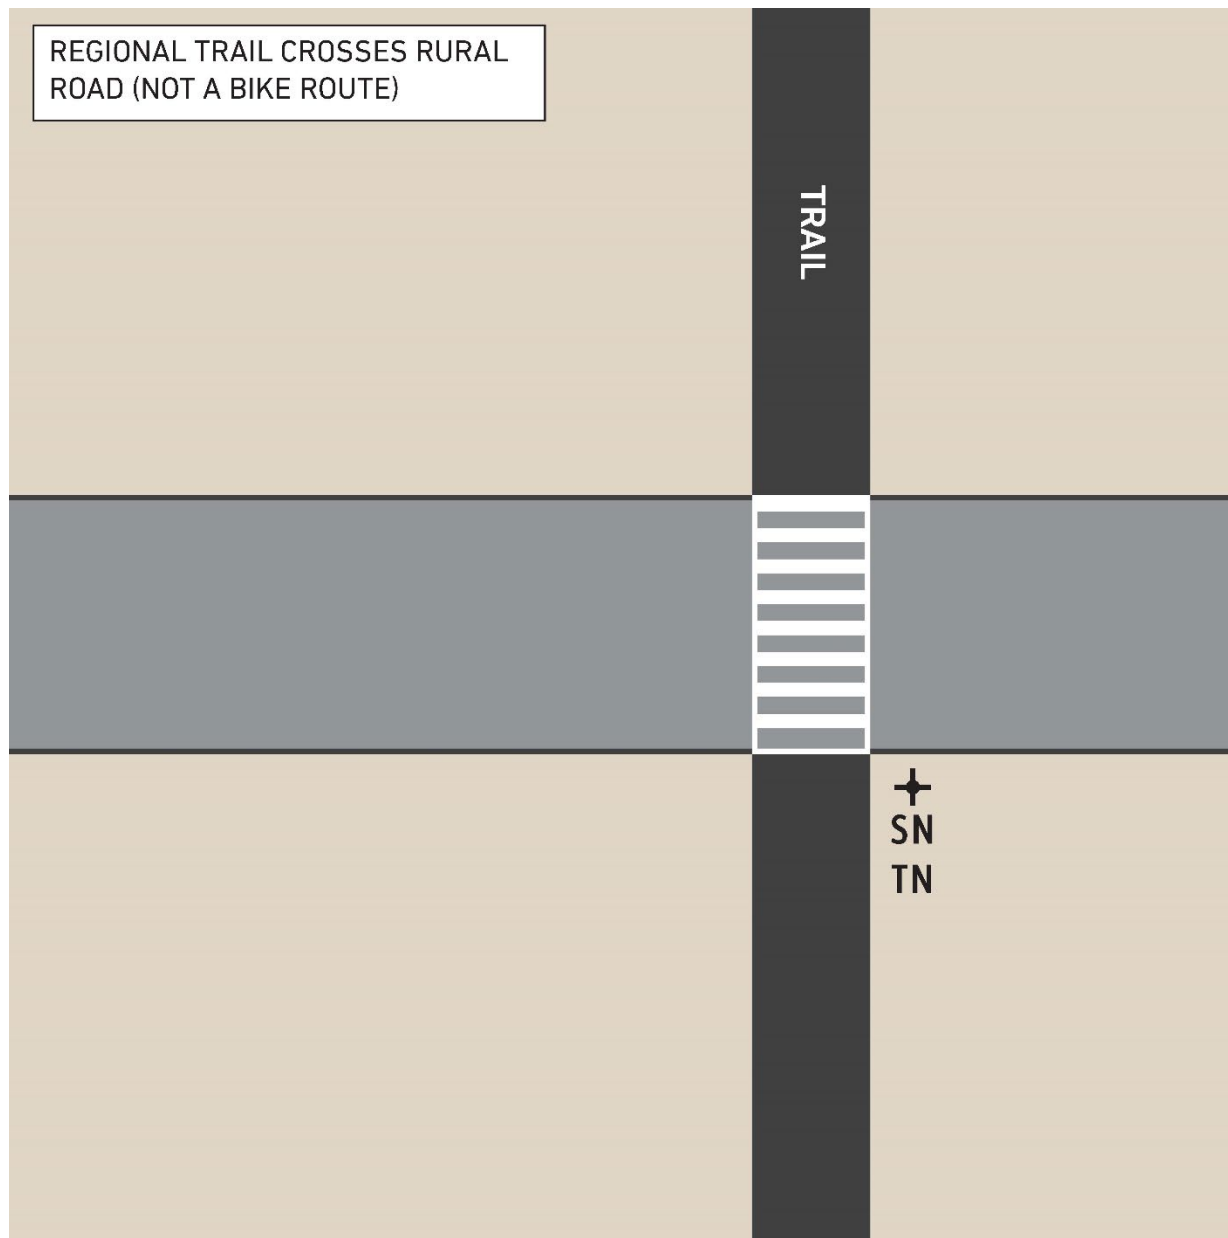 REGIONAL TRAIL CROSSES RURAL
ROAD (NOT A BIKE ROUTE)
TRAIL
SN
TN